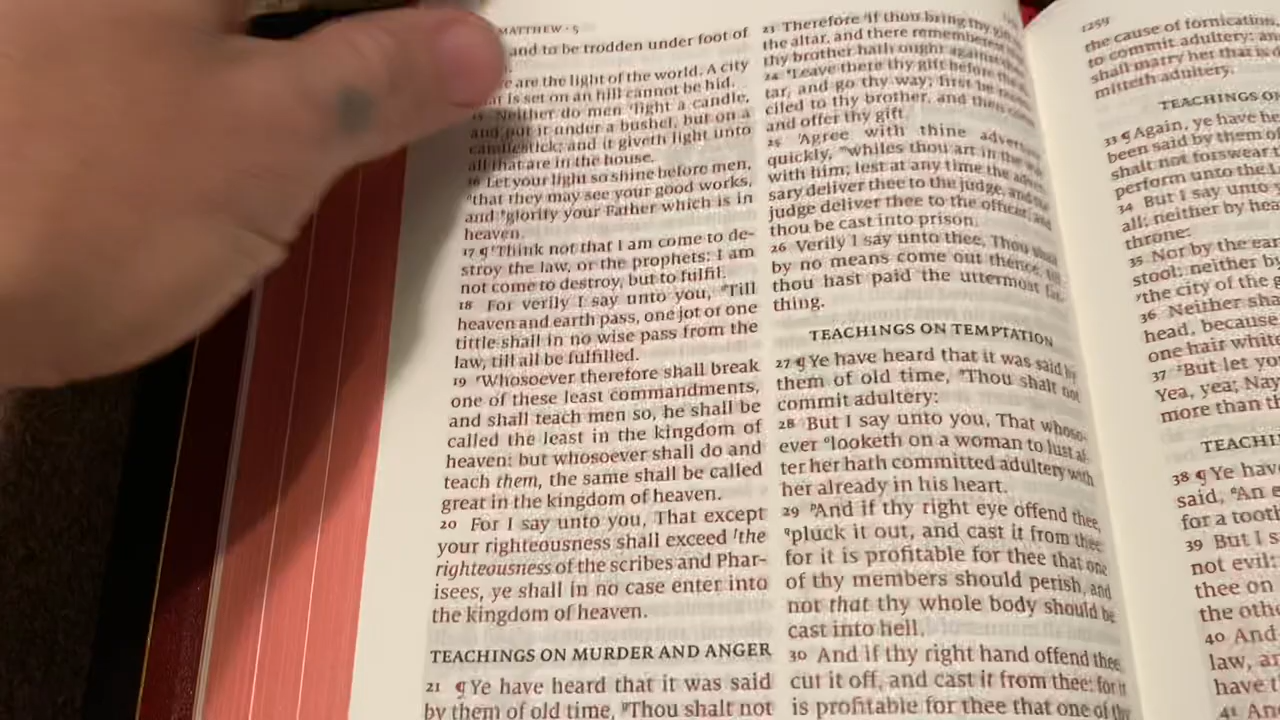 MATTHEW · 5
and to be trodden under foot of
are the light of the world. A city
is set on an hill cannot be hid.
15 Neither do men light a candle,
and put it under a bushel, but on a
candlestick; and it giveth light unto
all that are in the house.
16 Let your light so shine before men,
that they may see your good works,
and glorify your Father which is in
heaven.
17 ¶ Think not that I am come to de-
stroy the law, or the prophets: I am
not come to destroy, but to fulfil.
18 For verily I say unto you, Till
heaven and earth pass, one jot or one
tittle shall in no wise pass from the
law, till all be fulfilled.
19 Whosoever therefore shall break
one of these least commandments,
and shall teach men so, he shall be
called the least in the kingdom of
heaven: but whosoever shall do and
teach them, the same shall be called
great in the kingdom of heaven.
20 For I say unto you, That except
your righteousness shall exceed the
righteousness of the scribes and Phar-
isees, ye shall in no case enter into
the kingdom of heaven.
TEACHINGS ON MURDER AND ANGER
21 ¶ Ye have heard that it was said
by them of old time, Thou shalt not
23 Therefore if thou bring thy
the altar, and there rememberest
thy brother hath ought against
24 Leave there thy gift before the
tar, and go thy way; first be
ciled to thy brother, and then come
and offer thy gift.
25 Agree with thine
quickly, whiles thou art in the
with him; lest at any time the
sary deliver thee to the judge, and the
judge deliver thee to the officer, and
thou be cast into prison.
26 Verily I say unto thee, Thou shalt
by no means come out thence, till
thou hast paid the uttermost
thing.
TEACHINGS ON TEMPTATION
27 ¶ Ye have heard that it was said by
them of old time, Thou shalt not
commit adultery:
28 But I say unto you, That whoso-
ever looketh on a woman to lust af-
ter her hath committed adultery with
her already in his heart.
29 And if thy right eye offend thee,
pluck it out, and cast it from thee:
for it is profitable for thee that one
of thy members should perish, and
not that thy whole body should be
cast into hell.
30 And if thy right hand offend thee,
cut it off, and cast it from thee: for it
is profitable for thee that one of thy
1259
the cause of fornication,
to commit adultery: and
shall marry her that is
mitteth adultery.
TEACHINGS
33 ¶ Again, ye have
been said by them
shalt not forswear
perform unto the
34 But I say unto
all; neither by
throne:
35 Nor by the
stool: neither by
the city of the
36 Neither
head, because
one hair white
37 But let
Yea, yea; Nay
more than
38 ¶ Ye have
said, An
for a tooth
39 But I
not evil:
thee on
the
40 And
law,
have
41 And